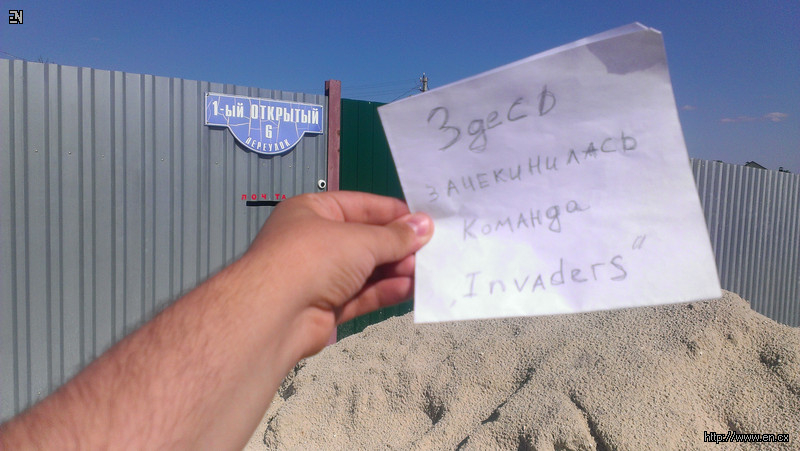 EN
1-ый ОТКРЫТЫЙ
6
ПЕРЕУЛОК
ПОЧТА
Здесь
зачекинилась
команда
„Invaders"
http://www.en.cx